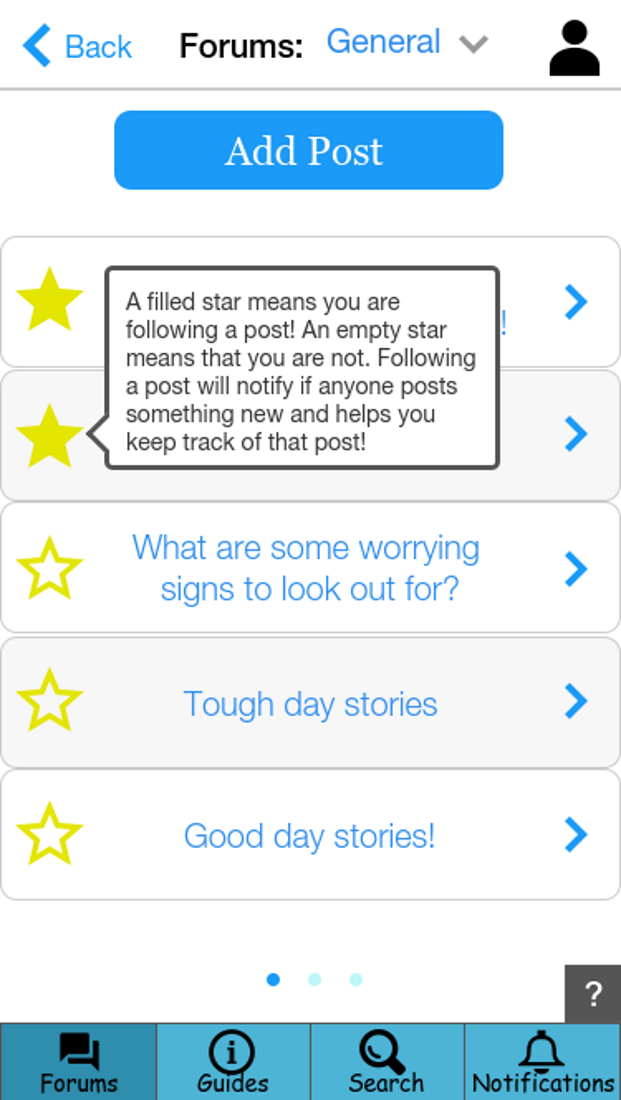 Back Forums: General
Add Post
A filled star means you are
following a post! An empty star
means that you are not. Following
a post will notify if anyone posts
something new and helps you
keep track of that post!
!
What are some worrying
signs to look out for?
Tough day stories
Good day stories!
?
Forums Guides Search Notifications